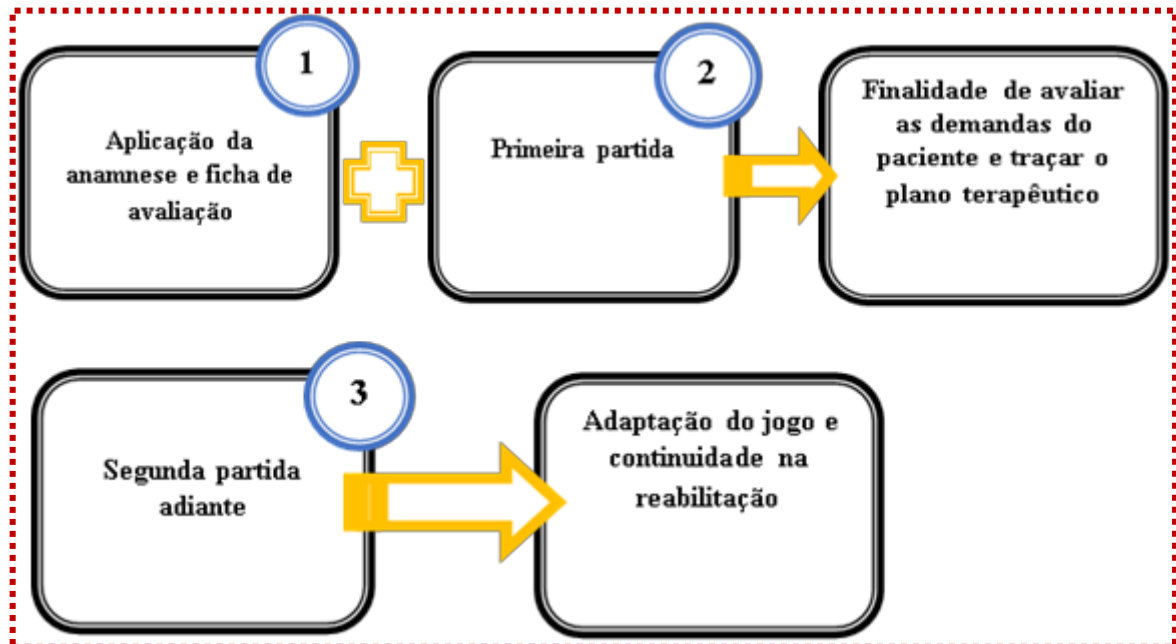 1
Aplicação da
anamnese e ficha de
avaliação
2
Primeira partida
Finalidade de avaliar
as demandas do
paciente e traçar o
plano terapêutico
3
Segunda partida
adiante
Adaptação do jogo e
continuidade na
reabilitação